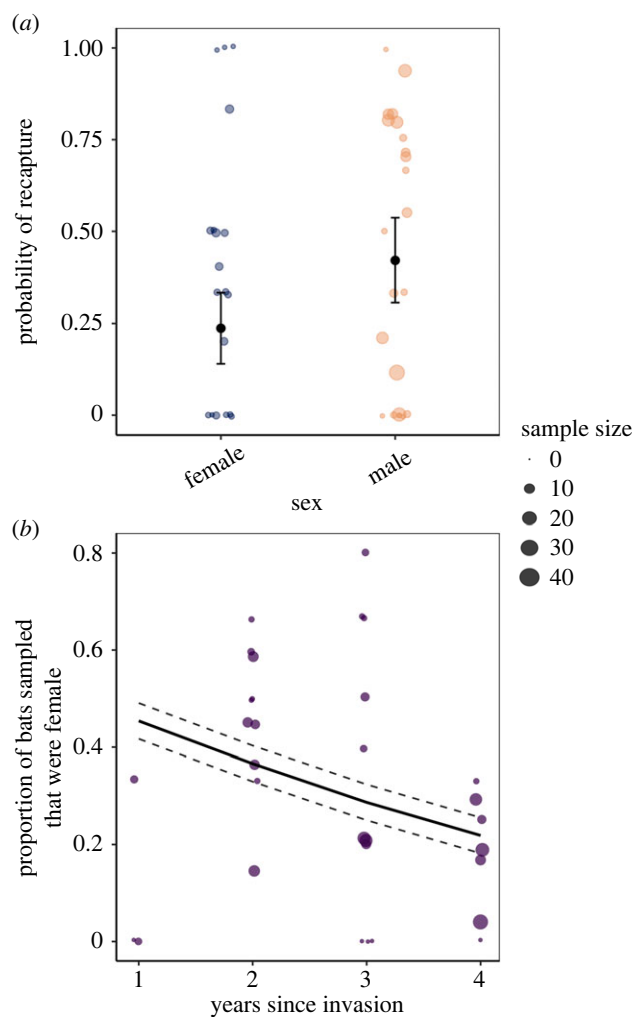 (a)
1.00
0.75
0.50
0.25
0
probability of recapture
female
male
sex
sample size
0
10
20
30
40
(b)
0.8
0.6
0.4
0.2
0
proportion of bats sampled
that were female
1
2
3
4
years since invasion